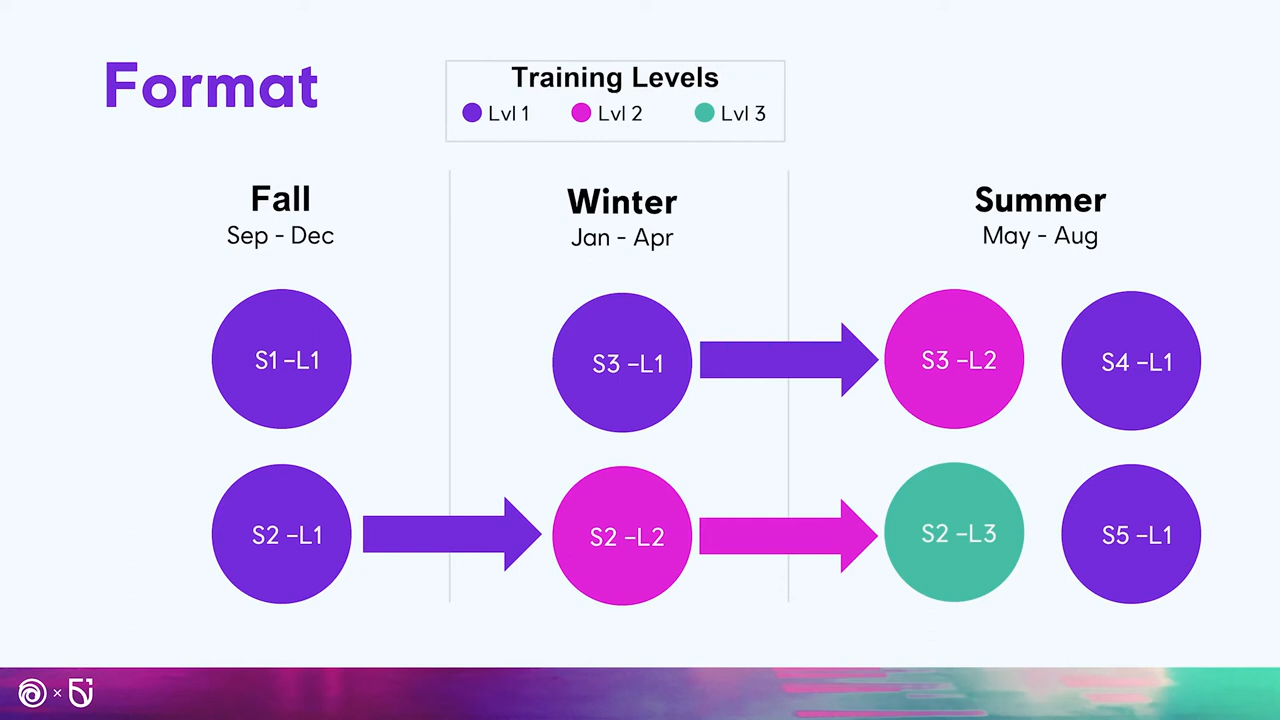 Format
Training Levels
Lvl 1
Lvl 2
Lvl 3
Fall
Sep - Dec
Winter
Jan - Apr
Summer
May - Aug
S1 –L1
S3 –L1
S3 –L2
S4 –L1
S2 –L1
S2 –L2
S2 –L3
S5 –L1
×